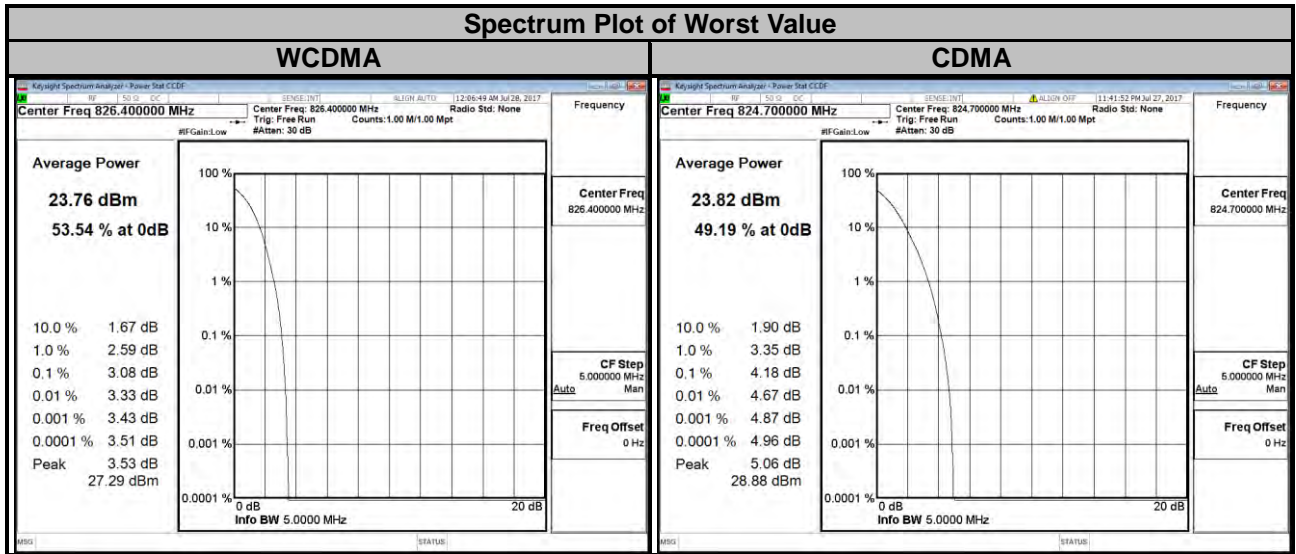 Spectrum Plot of Worst Value
WCDMA
CDMA
Keysight Spectrum Analyzer - Power Stat CCDF
RF 50 Ω DC SENSE:INT ALIGN AUTO 12:06:49 AM Jul 28, 2017
Center Freq 826.400000 MHz
Center Freq: 826.400000 MHz Radio Std: None
Trig: Free Run Counts:1.00 M/1.00 Mpt
#IFGain:Low #Atten: 30 dB
Frequency
Average Power
23.76 dBm
53.54 % at 0dB
10.0 % 1.67 dB
1.0 % 2.59 dB
0.1 % 3.08 dB
0.01 % 3.33 dB
0.001 % 3.43 dB
0.0001 % 3.51 dB
Peak 3.53 dB
27.29 dBm
100 %
10 %
1 %
0.1 %
0.01 %
0.001 %
0.0001 %
0 dB 20 dB
Info BW 5.0000 MHz
Center Freq
826.400000 MHz
CF Step
5.000000 MHz
Auto Man
Freq Offset
0 Hz
MSG STATUS
Keysight Spectrum Analyzer - Power Stat CCDF
RF 50 Ω DC SENSE:INT ALIGN OFF 11:41:52 PM Jul 27, 2017
Center Freq 824.700000 MHz
Center Freq: 824.700000 MHz Radio Std: None
Trig: Free Run Counts:1.00 M/1.00 Mpt
#IFGain:Low #Atten: 30 dB
Frequency
Average Power
23.82 dBm
49.19 % at 0dB
10.0 % 1.90 dB
1.0 % 3.35 dB
0.1 % 4.18 dB
0.01 % 4.67 dB
0.001 % 4.87 dB
0.0001 % 4.96 dB
Peak 5.06 dB
28.88 dBm
100 %
10 %
1 %
0.1 %
0.01 %
0.001 %
0.0001 %
0 dB 20 dB
Info BW 5.0000 MHz
Center Freq
824.700000 MHz
CF Step
5.000000 MHz
Auto Man
Freq Offset
0 Hz
MSG STATUS